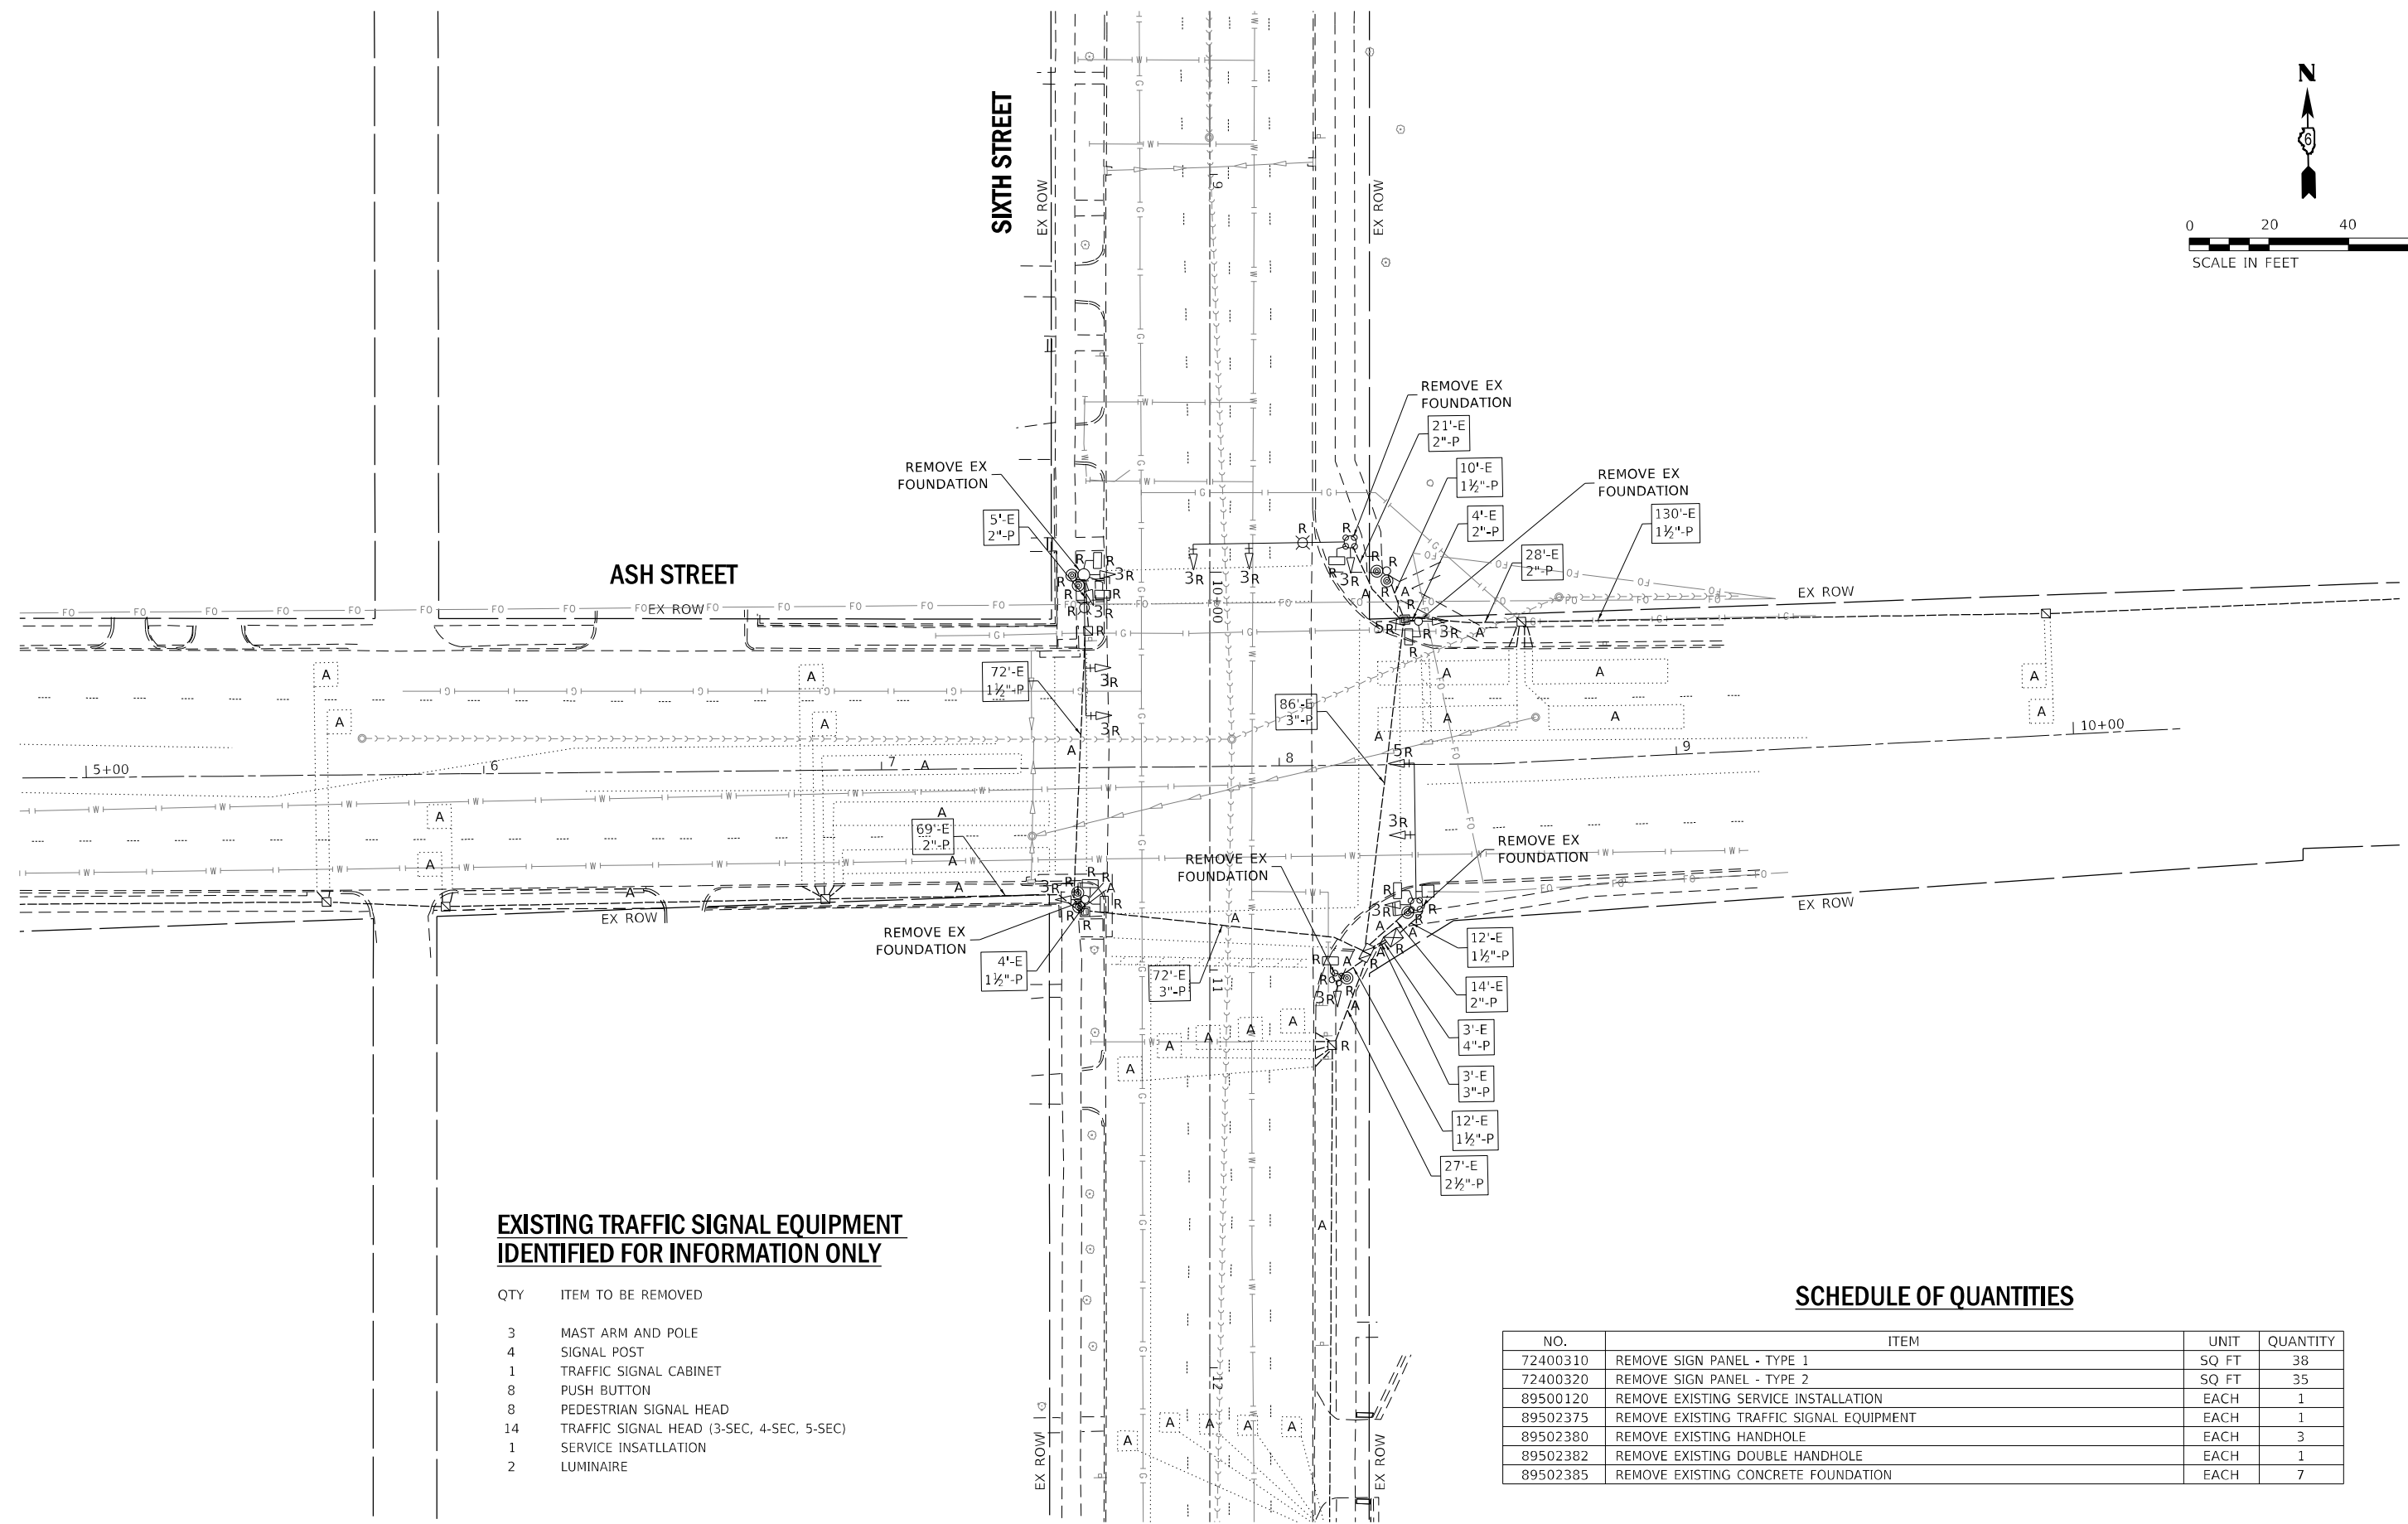 N
6
0 20 40
SCALE IN FEET
SIXTH STREET
EX ROW
EX ROW
9
REMOVE EX
FOUNDATION
21'-E
2"-P
10'-E
1½"-P
REMOVE EX
FOUNDATION
4'-E
2"-P
130'-E
1½"-P
28'-E
2"-P
REMOVE EX
FOUNDATION
5'-E
2"-P
ASH STREET
EX ROW
EX ROW
10+00
72'-E
1½"-P
86'-E
3"-P
5+00
6
7
8
9
10+00
69'-E
2"-P
REMOVE EX
FOUNDATION
REMOVE EX
FOUNDATION
EX ROW
EX ROW
REMOVE EX
FOUNDATION
4'-E
1½"-P
72'-E
3"-P
11
12'-E
1½"-P
14'-E
2"-P
3'-E
4"-P
3'-E
3"-P
12'-E
1½"-P
27'-E
2½"-P
12
EX ROW
EX ROW
EXISTING TRAFFIC SIGNAL EQUIPMENT
IDENTIFIED FOR INFORMATION ONLY
QTY ITEM TO BE REMOVED
3 MAST ARM AND POLE
4 SIGNAL POST
1 TRAFFIC SIGNAL CABINET
8 PUSH BUTTON
8 PEDESTRIAN SIGNAL HEAD
14 TRAFFIC SIGNAL HEAD (3-SEC, 4-SEC, 5-SEC)
1 SERVICE INSATLLATION
2 LUMINAIRE
SCHEDULE OF QUANTITIES
NO. ITEM UNIT QUANTITY
72400310 REMOVE SIGN PANEL - TYPE 1 SQ FT 38
72400320 REMOVE SIGN PANEL - TYPE 2 SQ FT 35
89500120 REMOVE EXISTING SERVICE INSTALLATION EACH 1
89502375 REMOVE EXISTING TRAFFIC SIGNAL EQUIPMENT EACH 1
89502380 REMOVE EXISTING HANDHOLE EACH 3
89502382 REMOVE EXISTING DOUBLE HANDHOLE EACH 1
89502385 REMOVE EXISTING CONCRETE FOUNDATION EACH 7